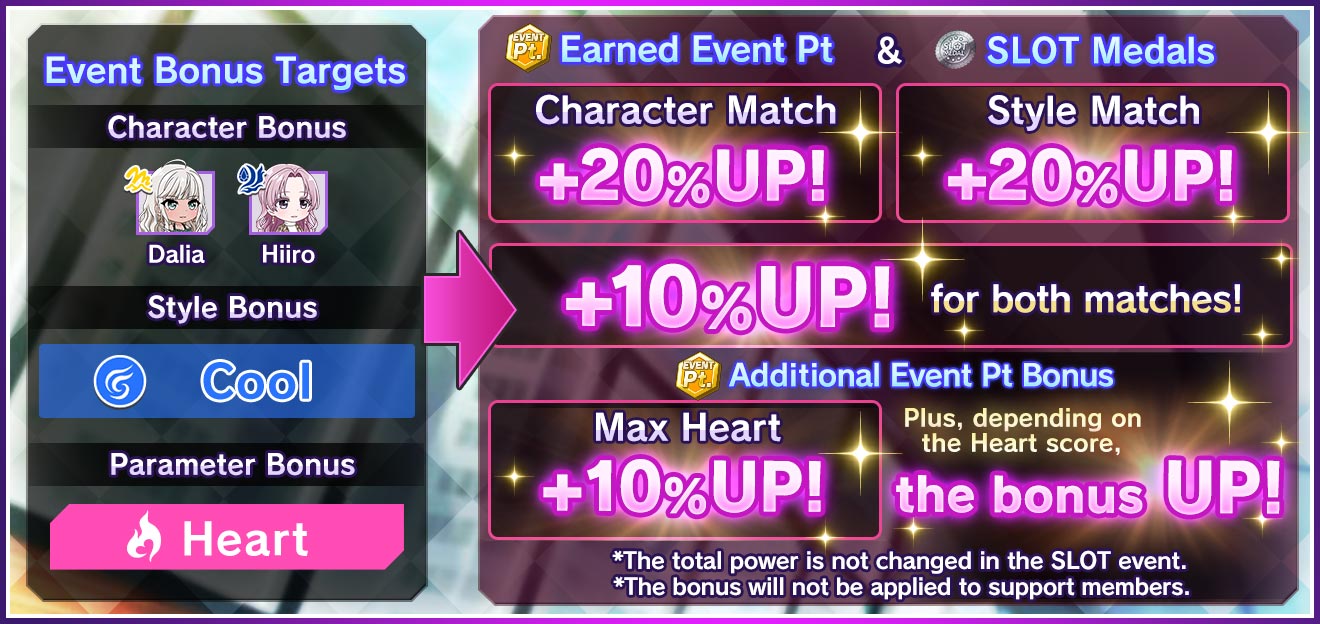 Event Bonus Targets
Character Bonus
Dalia
Hiiro
Style Bonus
Cool
Parameter Bonus
Heart
EVENT
Pt.
Earned Event Pt
&
SLOT
MEDAL
SLOT Medals
Character Match
+20%UP!
Style Match
+20%UP!
+10%UP!
for both matches!
EVENT
Pt.
Additional Event Pt Bonus
Max Heart
+10%UP!
Plus, depending on
the Heart score,
the bonus UP!
*The total power is not changed in the SLOT event.
*The bonus will not be applied to support members.